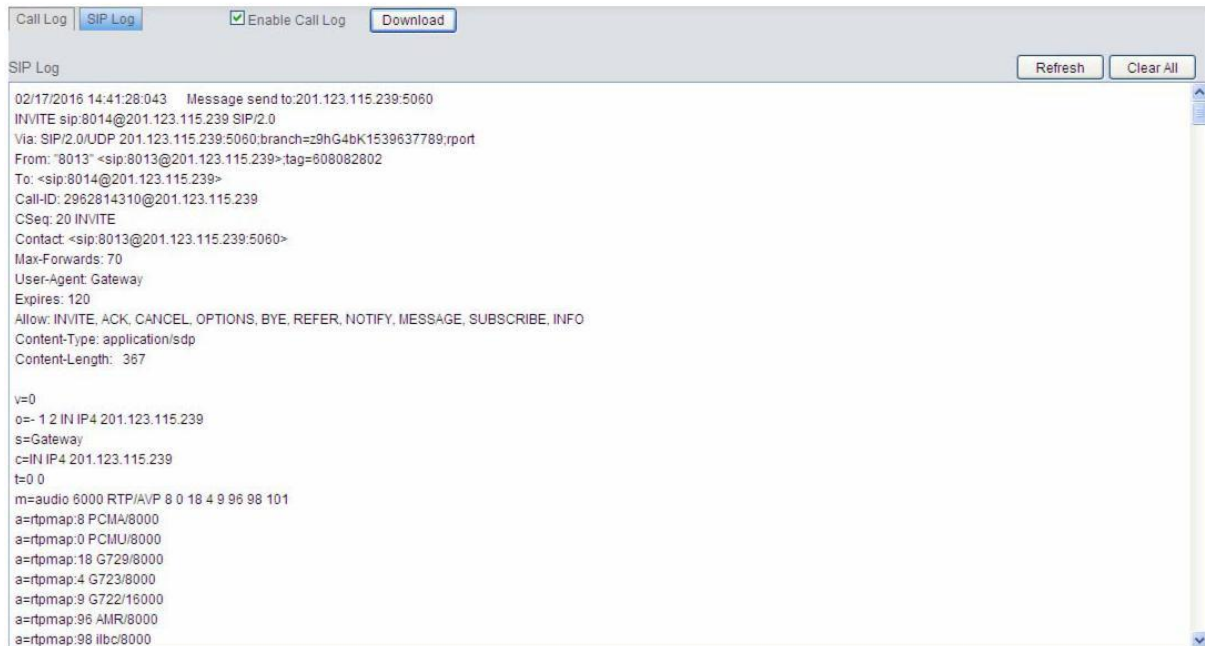 Call Log SIP Log Enable Call Log Download
SIP Log Refresh Clear All
02/17/2016 14:41:28:043 Message send to:201.123.115.239:5060
INVITE sip:8014@201.123.115.239 SIP/2.0
Via: SIP/2.0/UDP 201.123.115.239:5060;branch=z9hG4bK1539637789;rport
From: "8013" <sip:8013@201.123.115.239>;tag=608082802
To: <sip:8014@201.123.115.239>
Call-ID: 2962814310@201.123.115.239
CSeq: 20 INVITE
Contact: <sip:8013@201.123.115.239:5060>
Max-Forwards: 70
User-Agent: Gateway
Expires: 120
Allow: INVITE, ACK, CANCEL, OPTIONS, BYE, REFER, NOTIFY, MESSAGE, SUBSCRIBE, INFO
Content-Type: application/sdp
Content-Length: 367
v=0
o=- 1 2 IN IP4 201.123.115.239
s=Gateway
c=IN IP4 201.123.115.239
t=0 0
m=audio 6000 RTP/AVP 8 0 18 4 9 96 98 101
a=rtpmap:8 PCMA/8000
a=rtpmap:0 PCMU/8000
a=rtpmap:18 G729/8000
a=rtpmap:4 G723/8000
a=rtpmap:9 G722/16000
a=rtpmap:96 AMR/8000
a=rtpmap:98 ilbc/8000